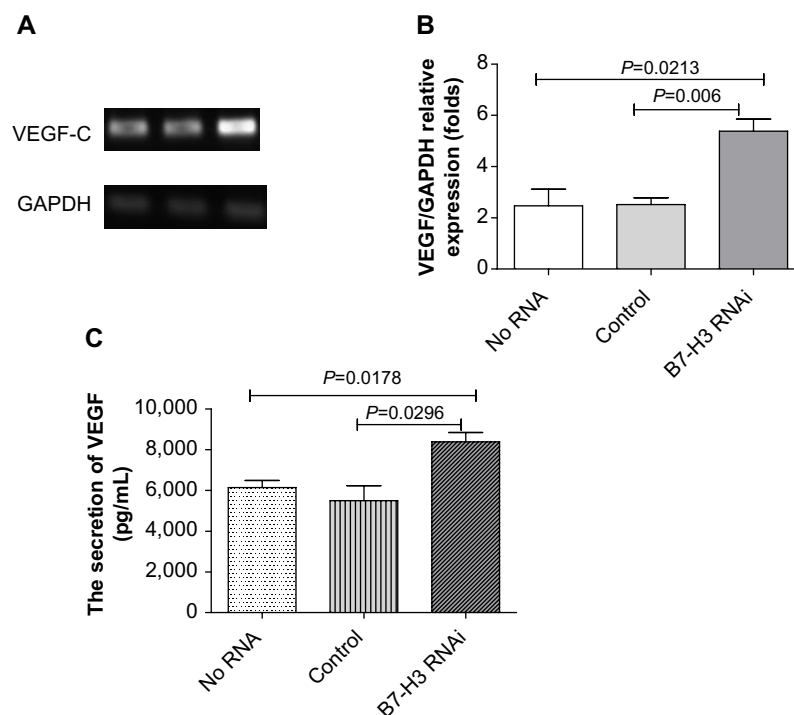 A
VEGF-C
GAPDH
B
VEGF/GAPDH relative
expression (folds)
8
6
4
2
0
P=0.0213
P=0.006
No RNA
Control
B7-H3 RNAi
C
The secretion of VEGF
(pg/mL)
10,000
8,000
6,000
4,000
2,000
0
P=0.0178
P=0.0296
No RNA
Control
B7-H3 RNAi